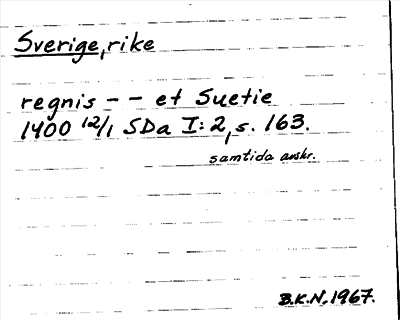 Sverige, rike
regnis - - et Suetie
1400 12/1 SDa I:2, s. 163.
samtida avskr.
B.K.N. 1967.